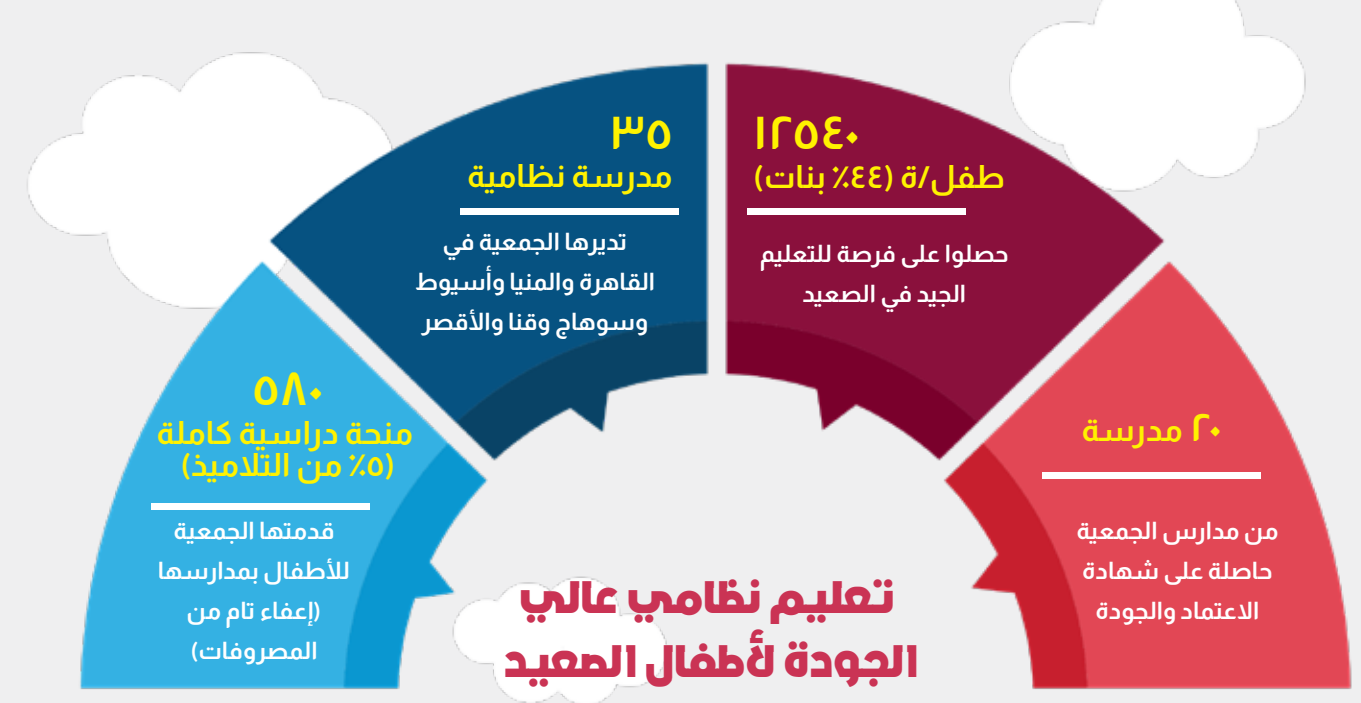 ٢٠ مدرسة
من مدارس الجمعية
حاصلة على شهادة
الاعتماد والجودة
١٢٥٤٠
طفل/ة (٤٤٪ بنات)
حصلوا على فرصة للتعليم
الجيد في الصعيد
٣٥
مدرسة نظامية
تديرها الجمعية في
القاهرة والمنيا وأسيوط
وسوهاج وقنا والأقصر
٥٨٠
منحة دراسية كاملة
(٥٪ من التلاميذ)
قدمتها الجمعية
للأطفال بمدارسها
(إعفاء تام من
المصروفات)
تعليم نظامي عالي
الجودة لأطفال الصعيد